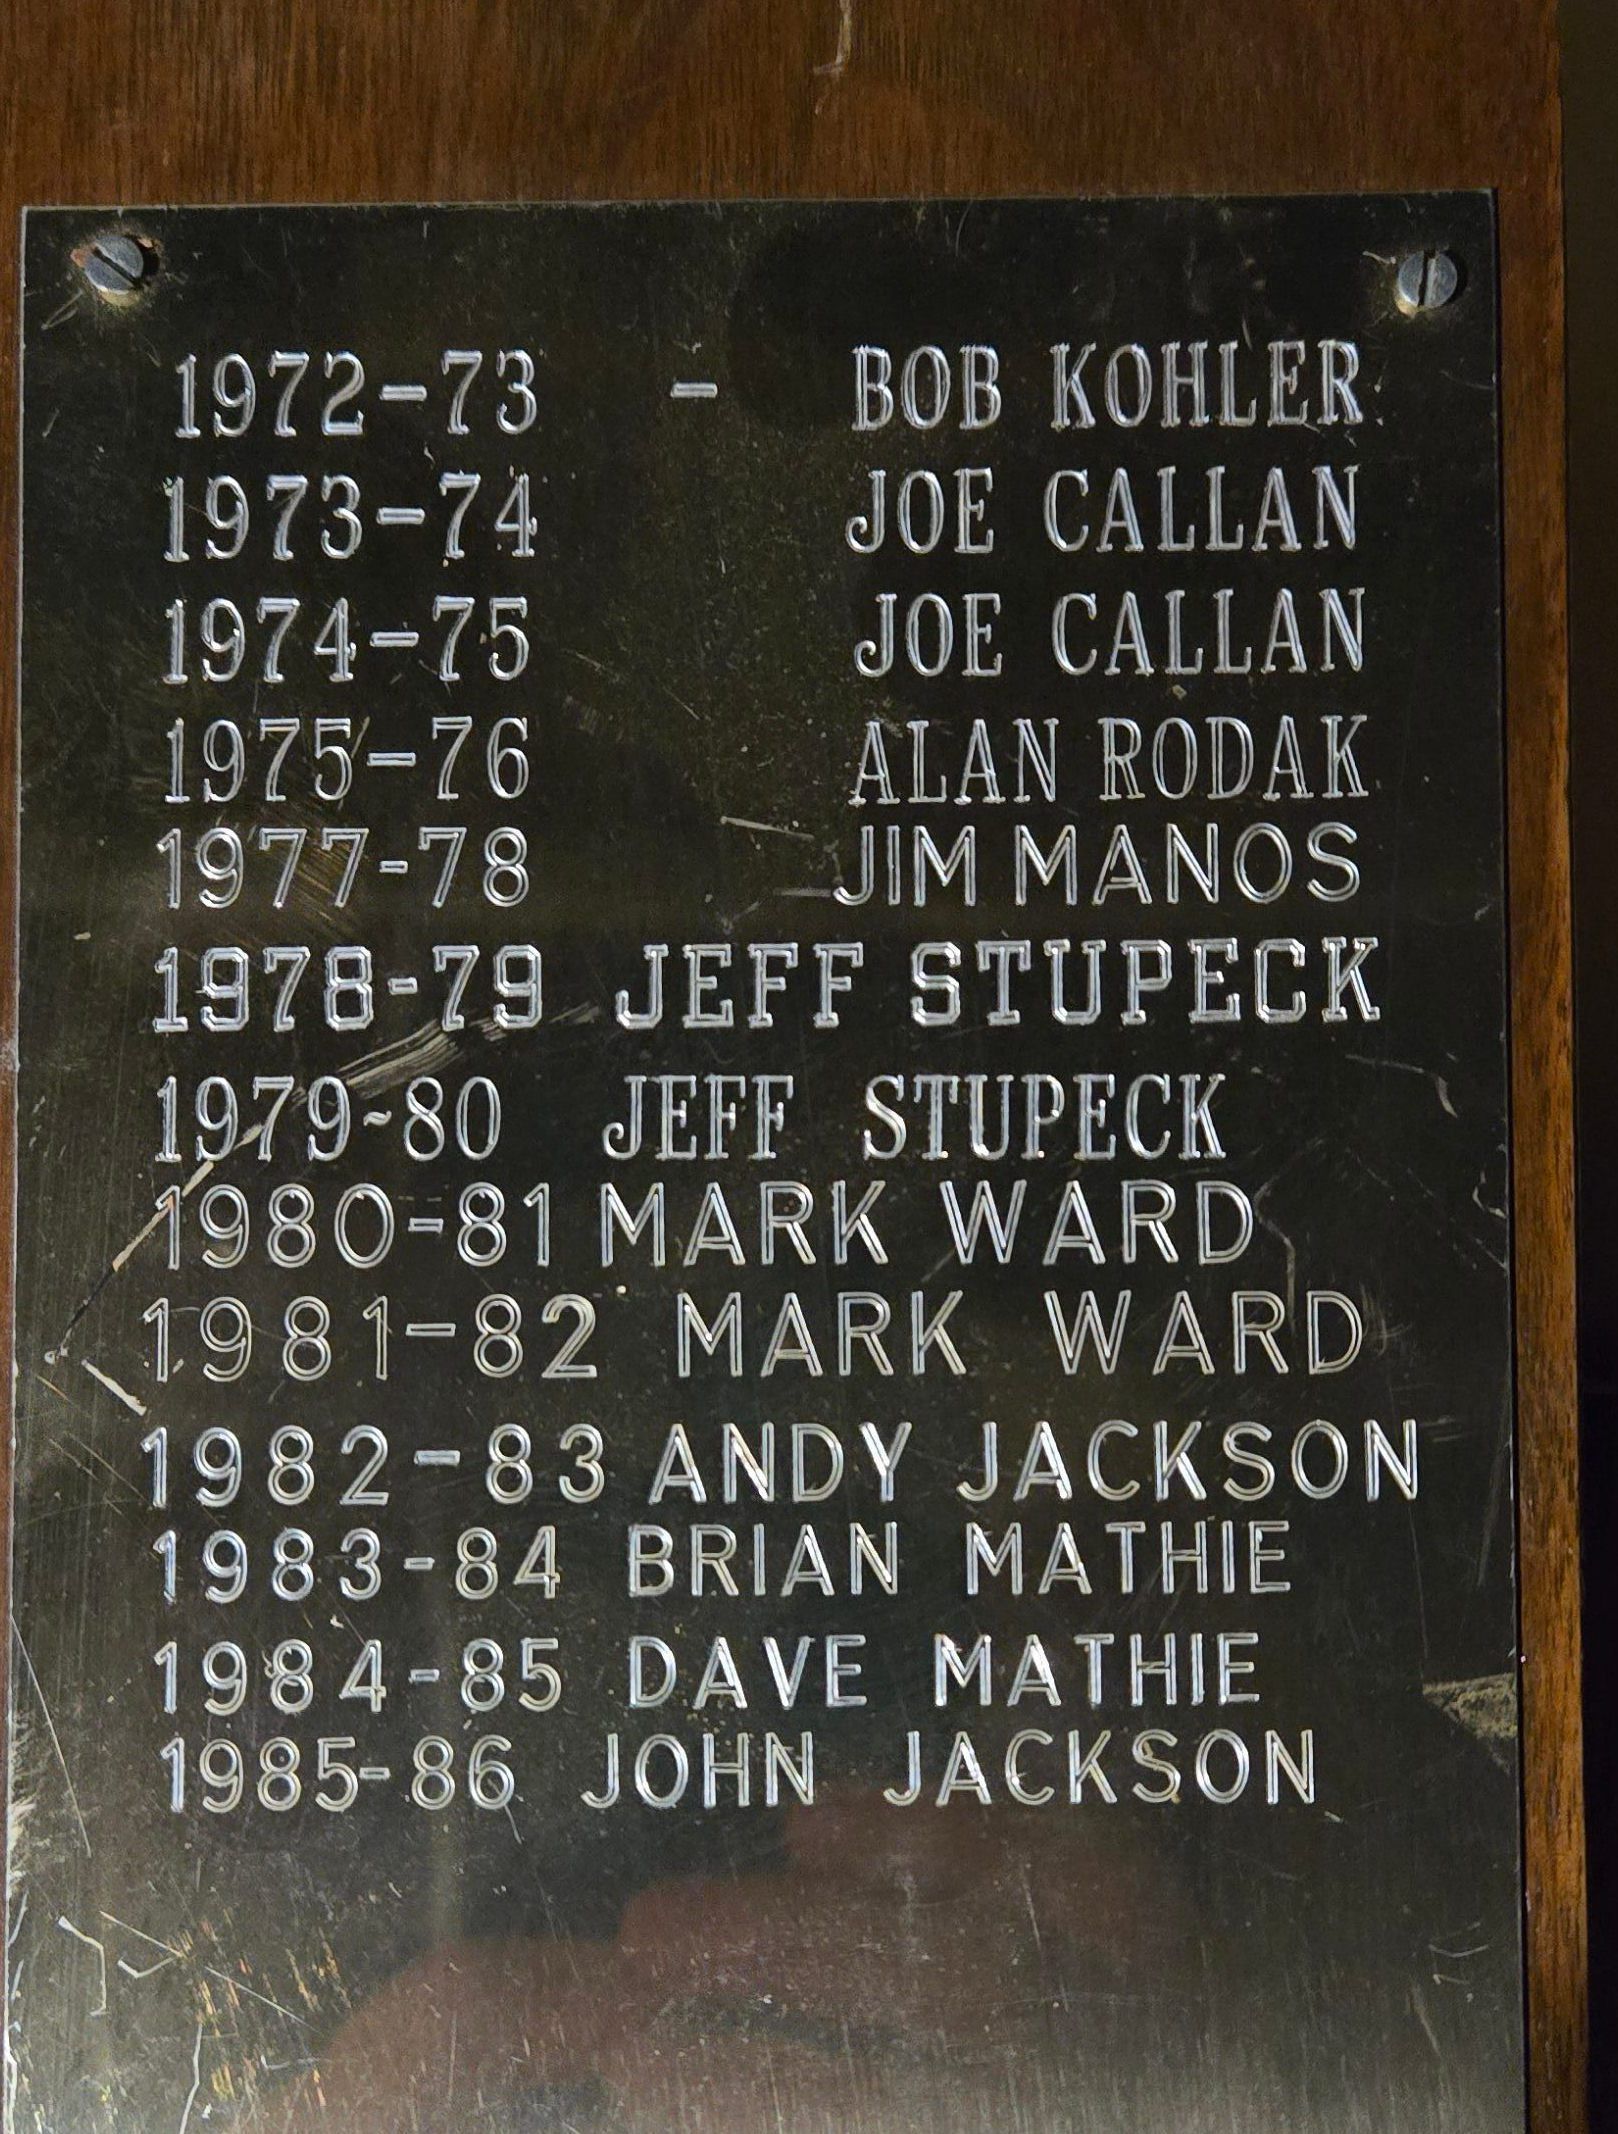 1972-73 - BOB KOHLER
1973-74 JOE CALLAN
1974-75 JOE CALLAN
1975-76 ALAN RODAK
1977-78 JIM MANOS
1978-79 JEFF STUPECK
1979-80 JEFF STUPECK
1980-81 MARK WARD
1981-82 MARK WARD
1982-83 ANDY JACKSON
1983-84 BRIAN MATHIE
1984-85 DAVE MATHIE
1985-86 JOHN JACKSON